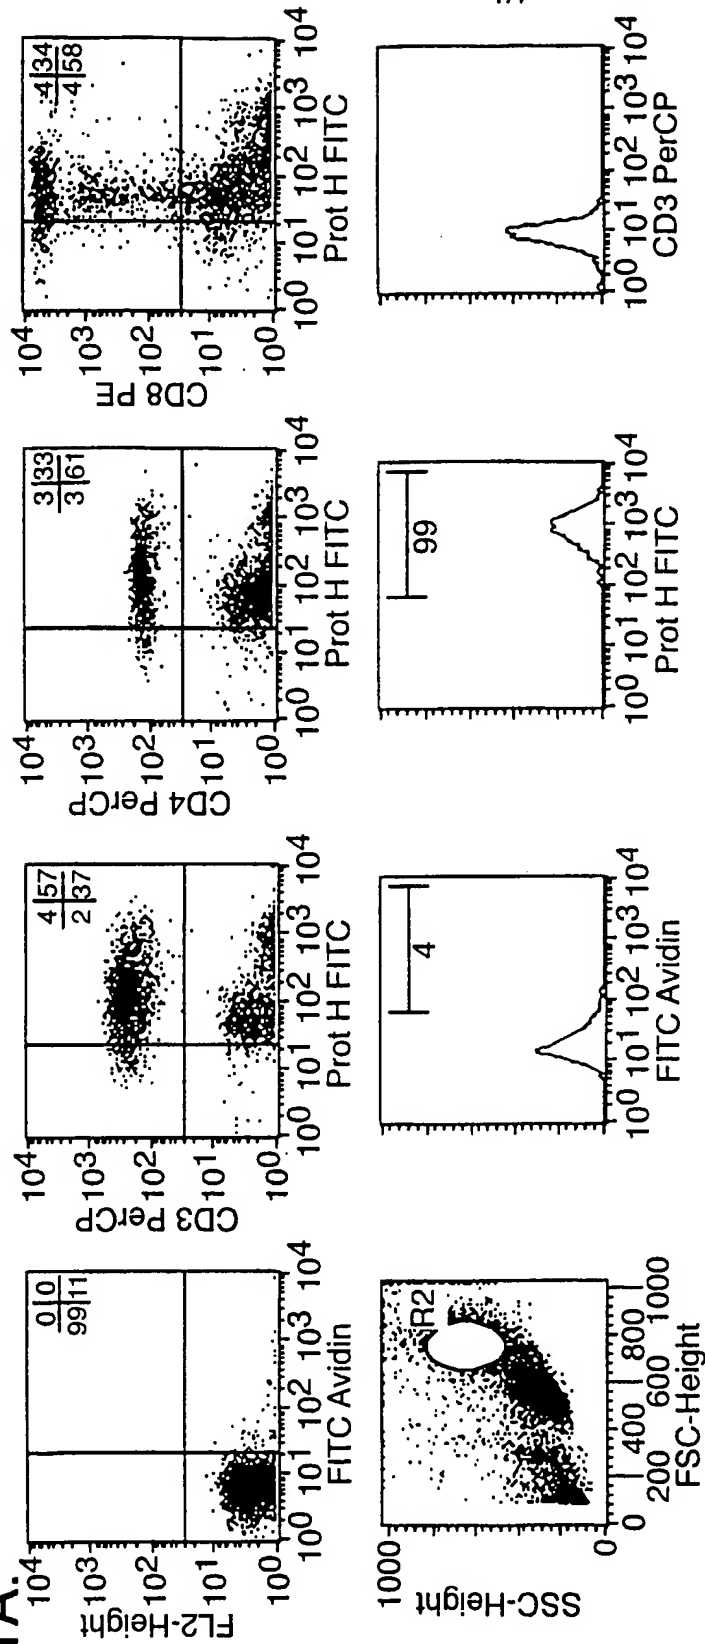 A.
10⁴
10³
10²
10¹
10⁰
FL2-Height
0 0
99 11
10⁰ 10¹ 10² 10³ 10⁴
FITC Avidin
10⁴
10³
10²
10¹
10⁰
CD3 PerCP
4 57
2 37
10⁰ 10¹ 10² 10³ 10⁴
Prot H FITC
10⁴
10³
10²
10¹
10⁰
CD4 PerCP
3 33
3 61
10⁰ 10¹ 10² 10³ 10⁴
Prot H FITC
10⁴
10³
10²
10¹
10⁰
CD8 PE
4 34
4 58
10⁰ 10¹ 10² 10³ 10⁴
Prot H FITC
1000
0
SSC-Height
R2
0 200 400 600 800 1000
FSC-Height
4
10⁰ 10¹ 10² 10³ 10⁴
FITC Avidin
99
10⁰ 10¹ 10² 10³ 10⁴
Prot H FITC
10⁰ 10¹ 10² 10³ 10⁴
CD3 PerCP